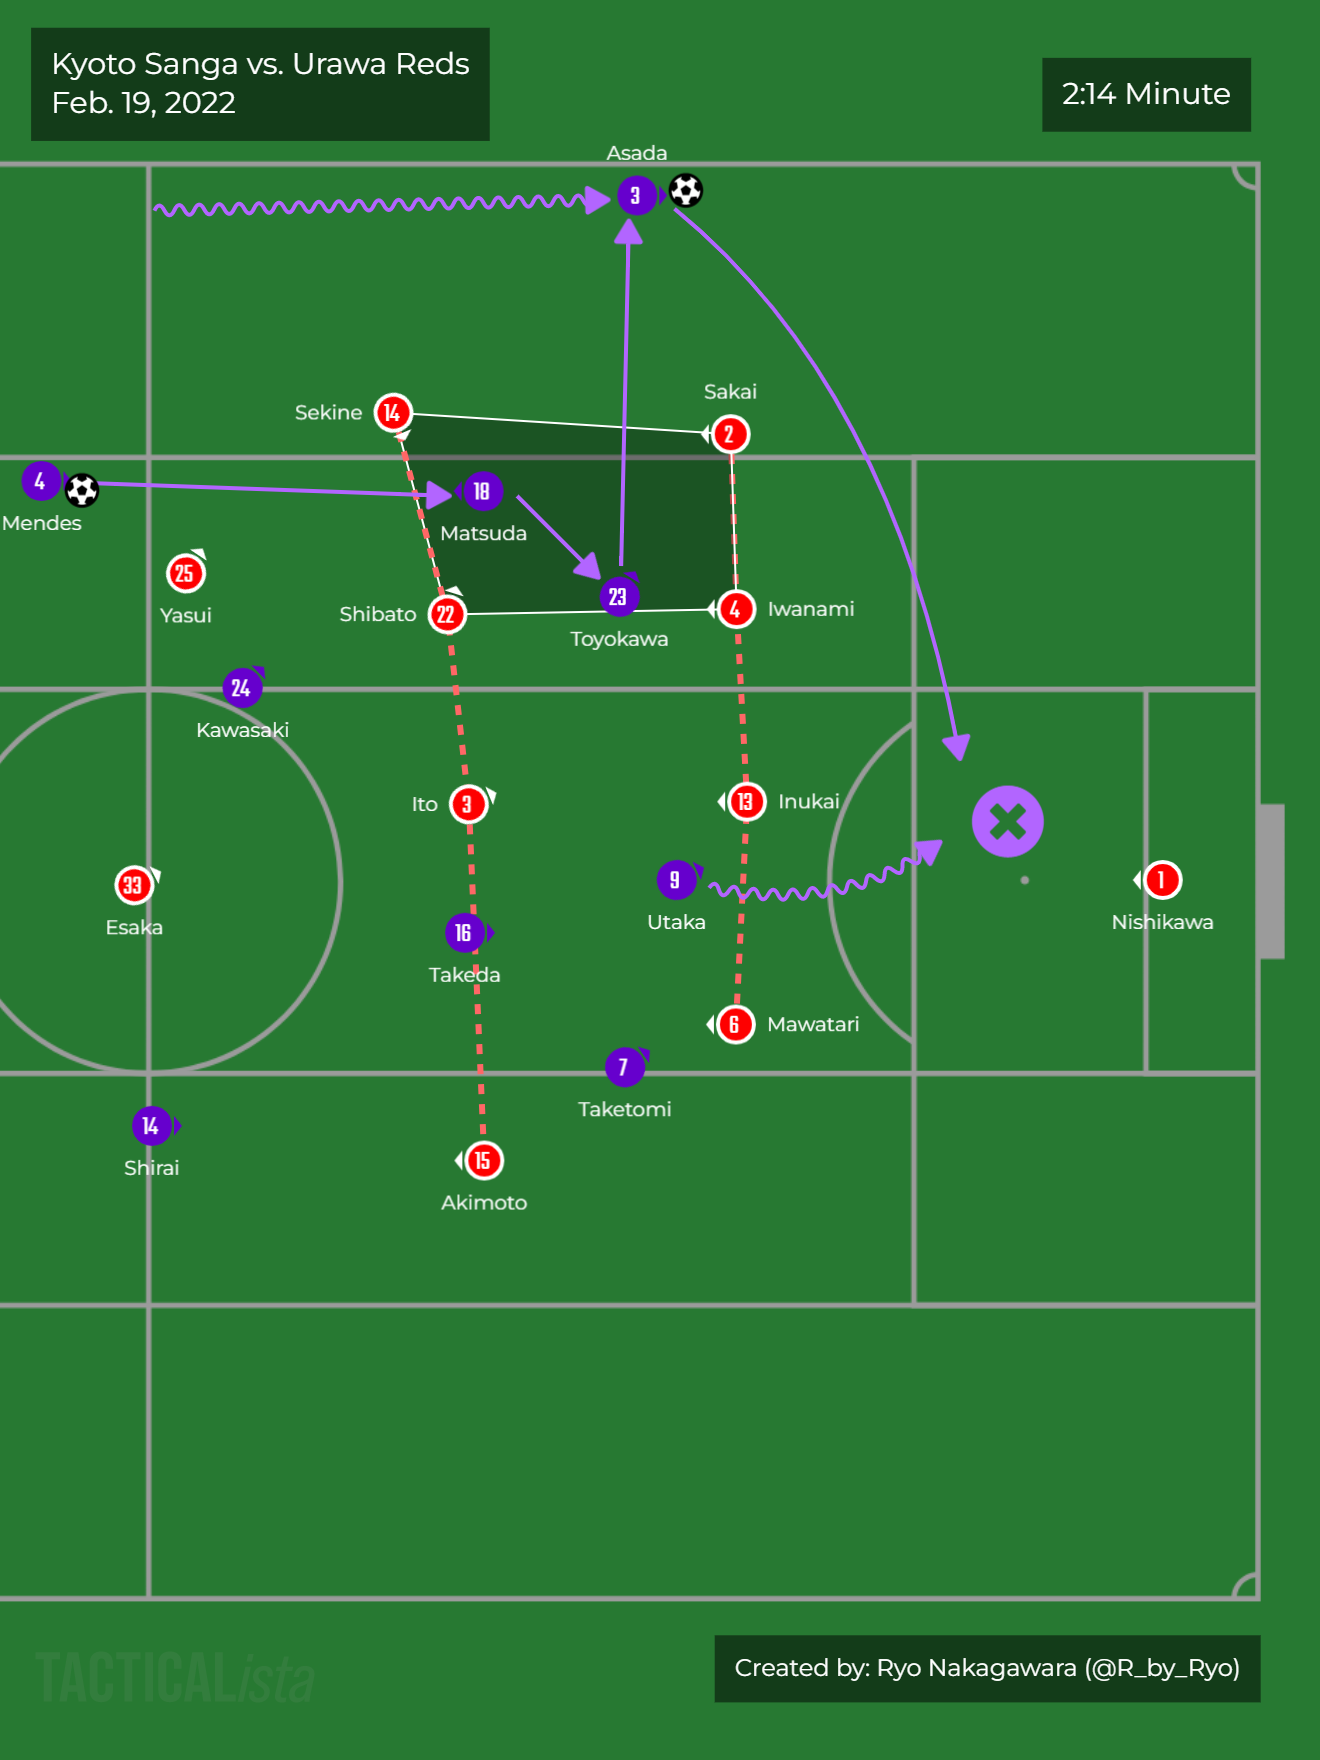 Kyoto Sanga vs. Urawa Reds
Feb. 19, 2022
2:14 Minute
Asada
3
Sakai
Sekine
14
2
4
18
Mendes
Matsuda
25
23
Shibato
22
4
Iwanami
Yasui
Toyokawa
24
Kawasaki
Ito
3
13
Inukai
33
9
1
Esaka
Utaka
Nishikawa
16
Takeda
6
Mawatari
7
Taketomi
14
Shirai
15
Akimoto
TACTICALista
Created by: Ryo Nakagawara (@R_by_Ryo)